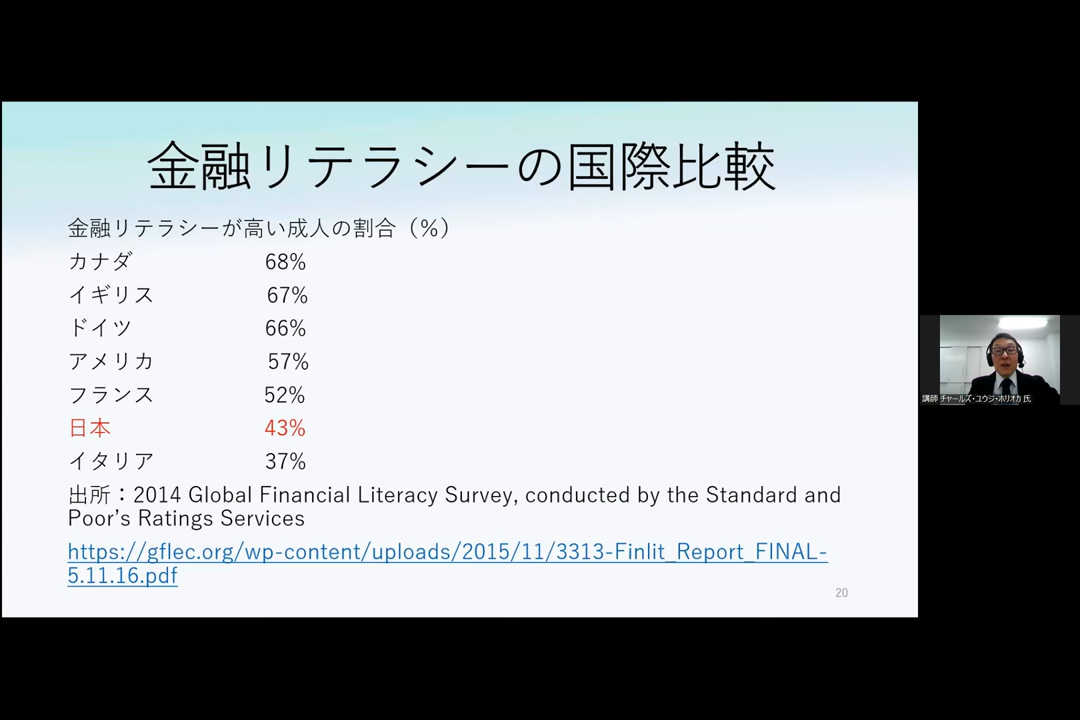 金融リテラシーの国際比較
金融リテラシーが高い成人の割合（%）
カナダ 68%
イギリス 67%
ドイツ 66%
アメリカ 57%
フランス 52%
日本 43%
イタリア 37%
出所：2014 Global Financial Literacy Survey, conducted by the Standard and
Poor’s Ratings Services
https://gflec.org/wp-content/uploads/2015/11/3313-Finlit_Report_FINAL-
5.11.16.pdf
20
講師 チャールズ・ユウジ・ホリオカ 氏